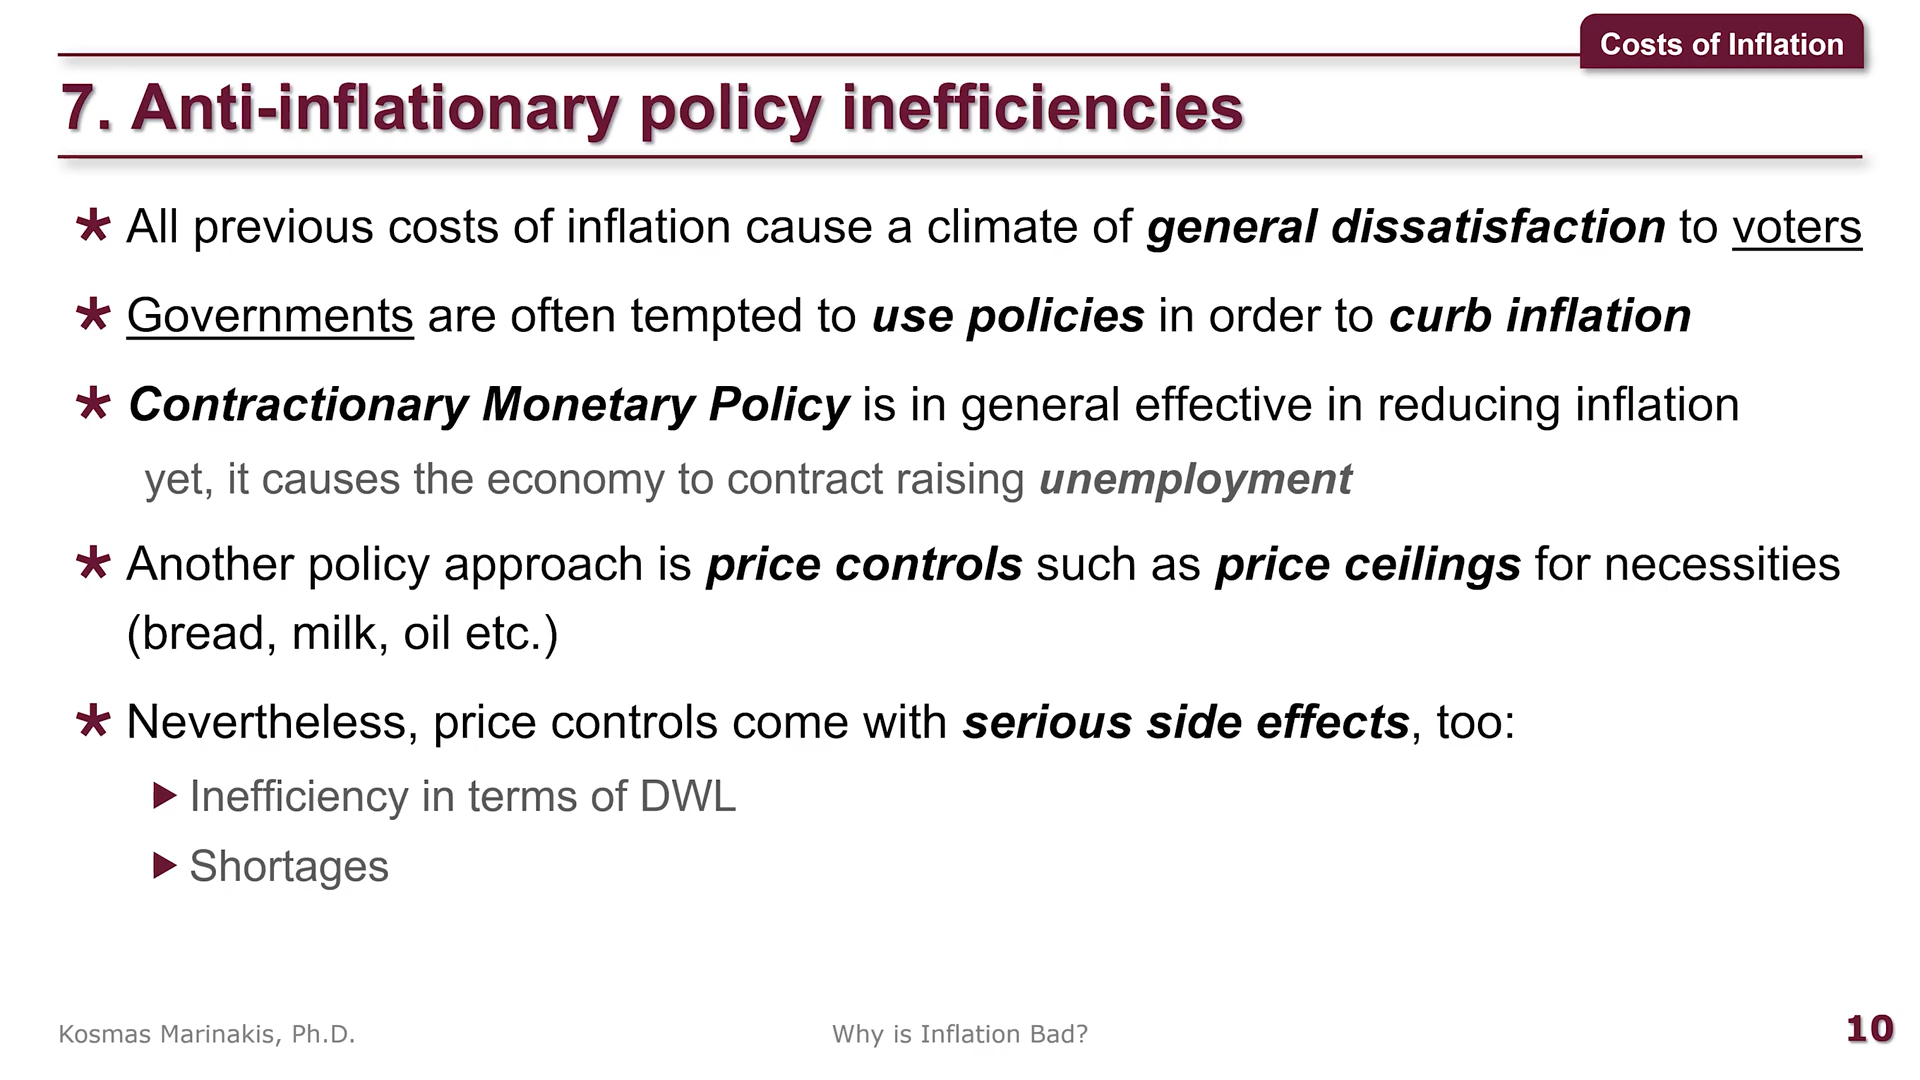 Costs of Inflation
7. Anti-inflationary policy inefficiencies
* All previous costs of inflation cause a climate of general dissatisfaction to voters
* Governments are often tempted to use policies in order to curb inflation
* Contractionary Monetary Policy is in general effective in reducing inflation
yet, it causes the economy to contract raising unemployment
* Another policy approach is price controls such as price ceilings for necessities
(bread, milk, oil etc.)
* Nevertheless, price controls come with serious side effects, too:
▶ Inefficiency in terms of DWL
▶ Shortages
Kosmas Marinakis, Ph.D.
Why is Inflation Bad?
10